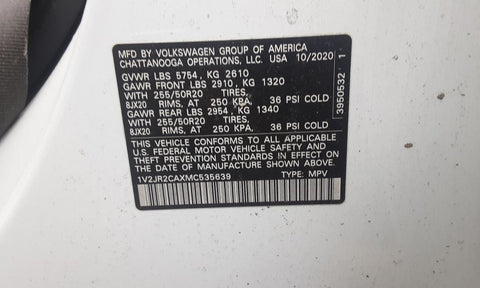 MFD BY VOLKSWAGEN GROUP OF AMERICA
CHATTANOOGA OPERATIONS, LLC. USA 10/2020
GVWR LBS 5754, KG 2610
GAWR FRONT LBS 2910, KG 1320
WITH 255/50R20 TIRES,
8JX20 RIMS, AT 250 KPA. 36 PSI COLD
GAWR REAR LBS 2954, KG 1340
WITH 255/50R20 TIRES,
8JX20 RIMS, AT 250 KPA. 36 PSI COLD
THIS VEHICLE CONFORMS TO ALL APPLICABLE
U.S. FEDERAL MOTOR VEHICLE SAFETY AND
THEFT PREVENTION STANDARDS IN EFFECT ON
THE DATE OF MANUFACTURE SHOWN ABOVE.
1V2JR2CAXMC535639 TYPE: MPV
3950532 1